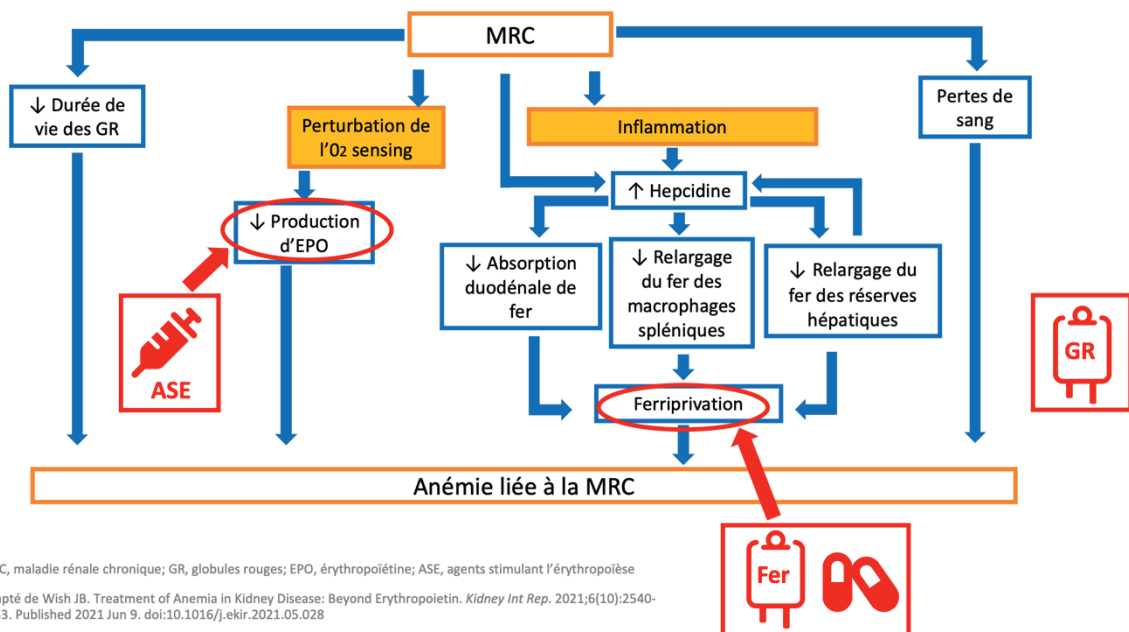 MRC
↓ Durée de
vie des GR
Perturbation de
l'O2 sensing
Inflammation
Pertes de
sang
↑ Hepcidine
↓ Production
d'EPO
↓ Absorption
duodénale de
fer
↓ Relargage
du fer des
macrophages
spléniques
↓ Relargage du
fer des réserves
hépatiques
ASE
GR
Ferriprivation
Anémie liée à la MRC
Fer
C, maladie rénale chronique; GR, globules rouges; EPO, érythropoïétine; ASE, agents stimulant l'érythropoïèse
pté de Wish JB. Treatment of Anemia in Kidney Disease: Beyond Erythropoietin. Kidney Int Rep. 2021;6(10):2540-
3. Published 2021 Jun 9. doi:10.1016/j.ekir.2021.05.028